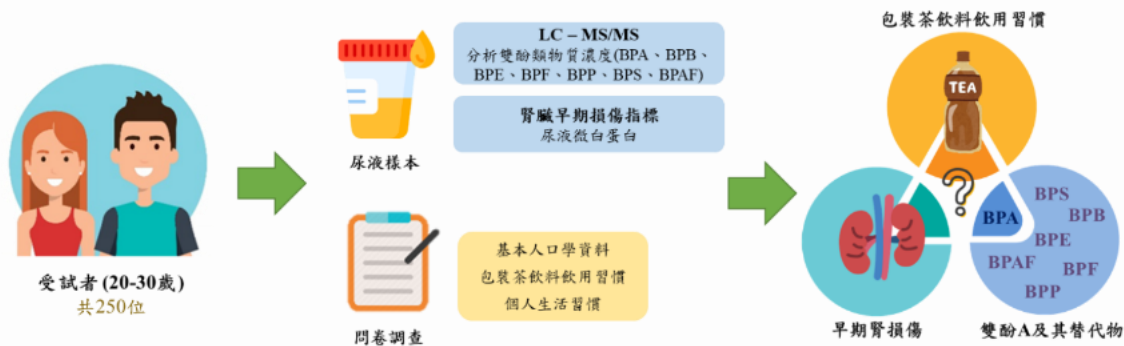 受試者 (20-30歲)
共250位
尿液樣本
LC – MS/MS
分析雙酚類物質濃度(BPA、BPB、
BPE、BPF、BPP、BPS、BPAF)
腎臟早期損傷指標
尿液微白蛋白
問卷調查
基本人口學資料
包裝茶飲料飲用習慣
個人生活習慣
包裝茶飲料飲用習慣
TEA
?
BPA
BPS
BPB
BPE
BPAF
BPF
BPP
早期腎損傷
雙酚A及其替代物